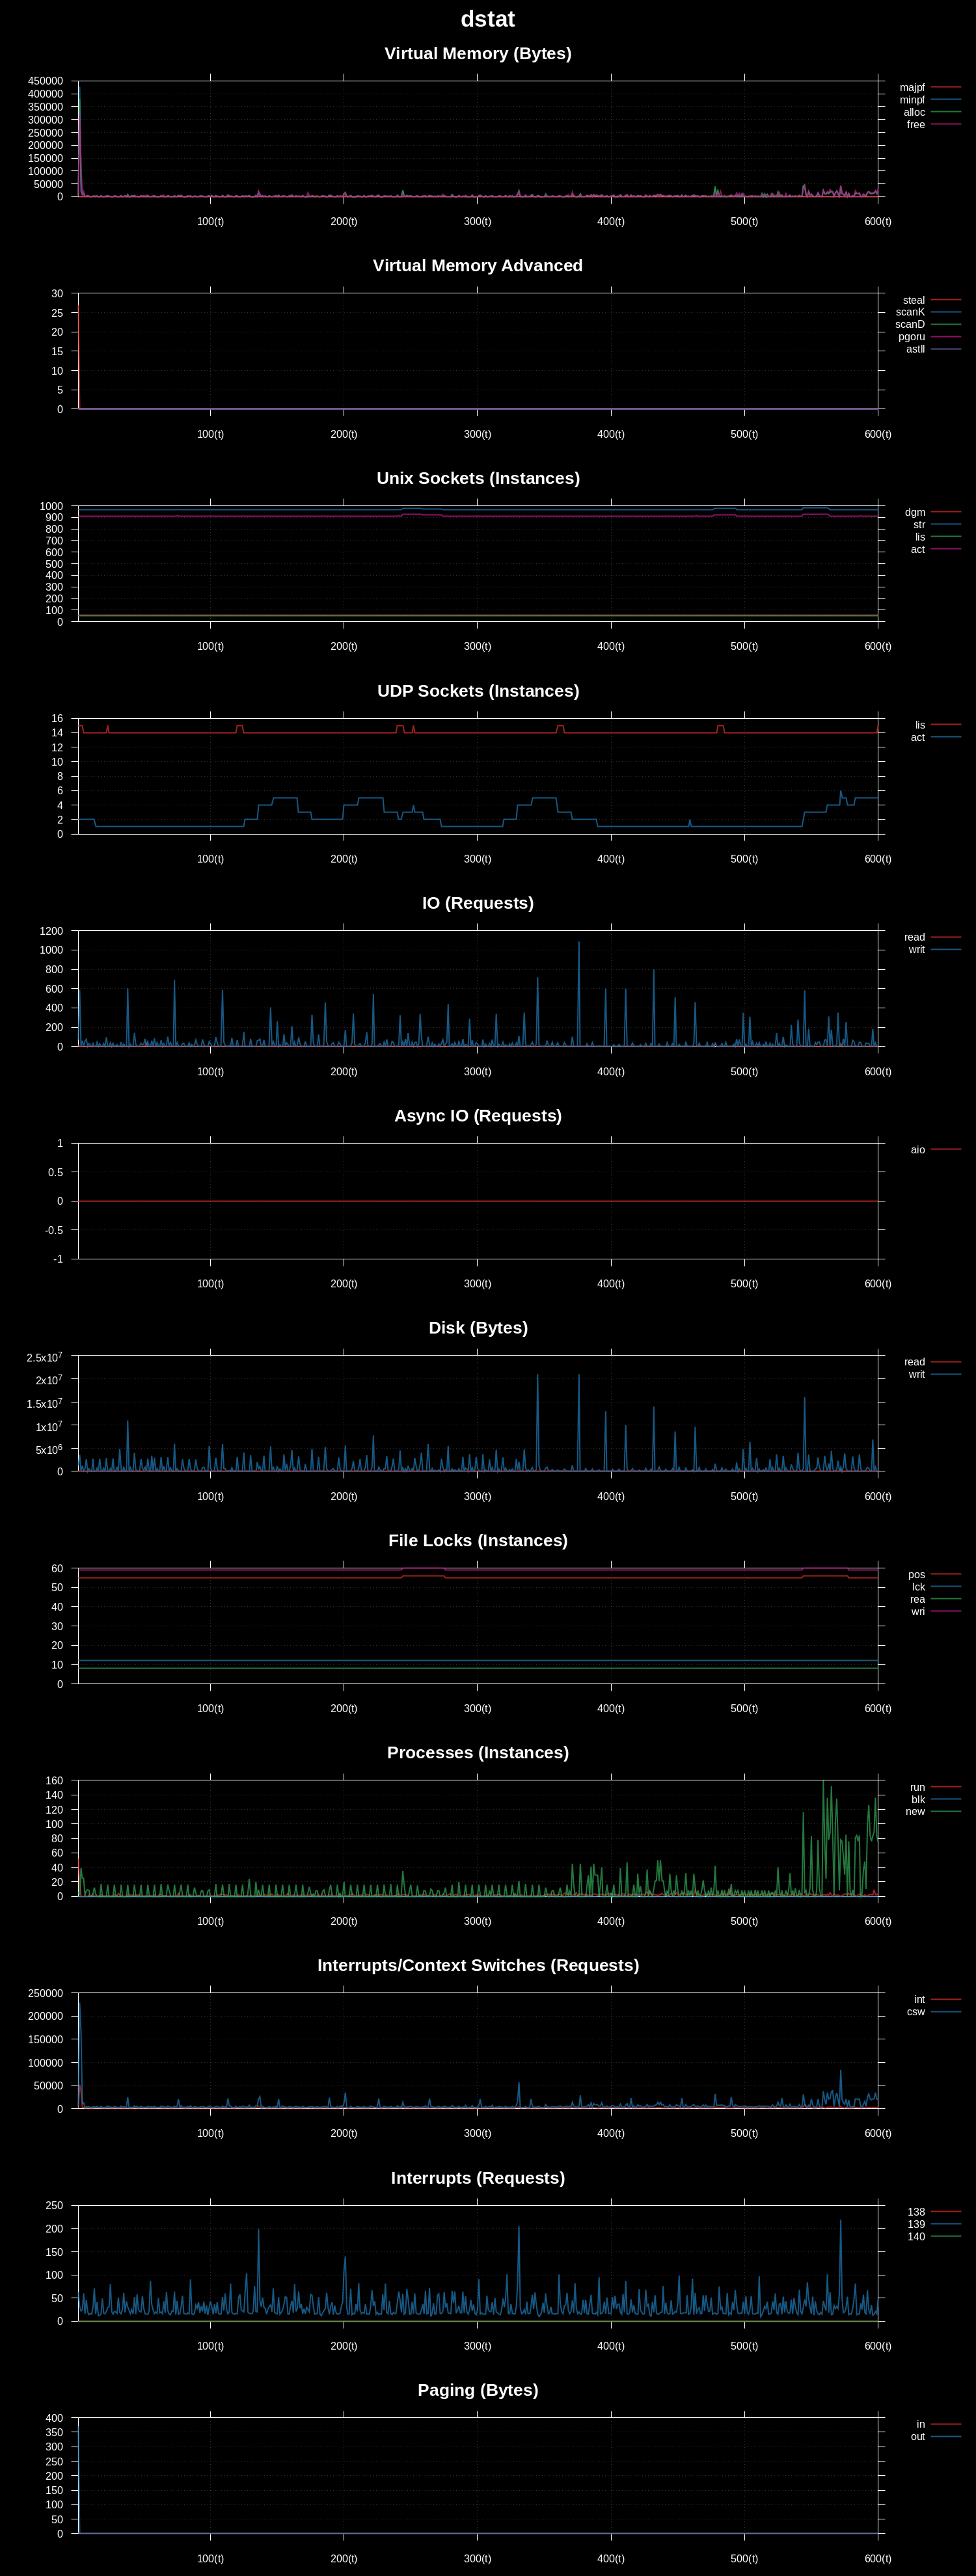 dstat
Virtual Memory (Bytes)
450000
400000
350000
300000
250000
200000
150000
100000
50000
0
100(t) 200(t) 300(t) 400(t) 500(t) 600(t)
majpf
minpf
alloc
free
Virtual Memory Advanced
30
25
20
15
10
5
0
100(t) 200(t) 300(t) 400(t) 500(t) 600(t)
steal
scanK
scanD
pgoru
astll
Unix Sockets (Instances)
1000
900
800
700
600
500
400
300
200
100
0
100(t) 200(t) 300(t) 400(t) 500(t) 600(t)
dgm
str
lis
act
UDP Sockets (Instances)
16
14
12
10
8
6
4
2
0
100(t) 200(t) 300(t) 400(t) 500(t) 600(t)
lis
act
IO (Requests)
1200
1000
800
600
400
200
0
100(t) 200(t) 300(t) 400(t) 500(t) 600(t)
read
writ
Async IO (Requests)
1
0.5
0
-0.5
-1
100(t) 200(t) 300(t) 400(t) 500(t) 600(t)
aio
Disk (Bytes)
2.5x10⁷
2x10⁷
1.5x10⁷
1x10⁷
5x10⁶
0
100(t) 200(t) 300(t) 400(t) 500(t) 600(t)
read
writ
File Locks (Instances)
60
50
40
30
20
10
0
100(t) 200(t) 300(t) 400(t) 500(t) 600(t)
pos
lck
rea
wri
Processes (Instances)
160
140
120
100
80
60
40
20
0
100(t) 200(t) 300(t) 400(t) 500(t) 600(t)
run
blk
new
Interrupts/Context Switches (Requests)
250000
200000
150000
100000
50000
0
100(t) 200(t) 300(t) 400(t) 500(t) 600(t)
int
csw
Interrupts (Requests)
250
200
150
100
50
0
100(t) 200(t) 300(t) 400(t) 500(t) 600(t)
138
139
140
Paging (Bytes)
400
350
300
250
200
150
100
50
0
100(t) 200(t) 300(t) 400(t) 500(t) 600(t)
in
out